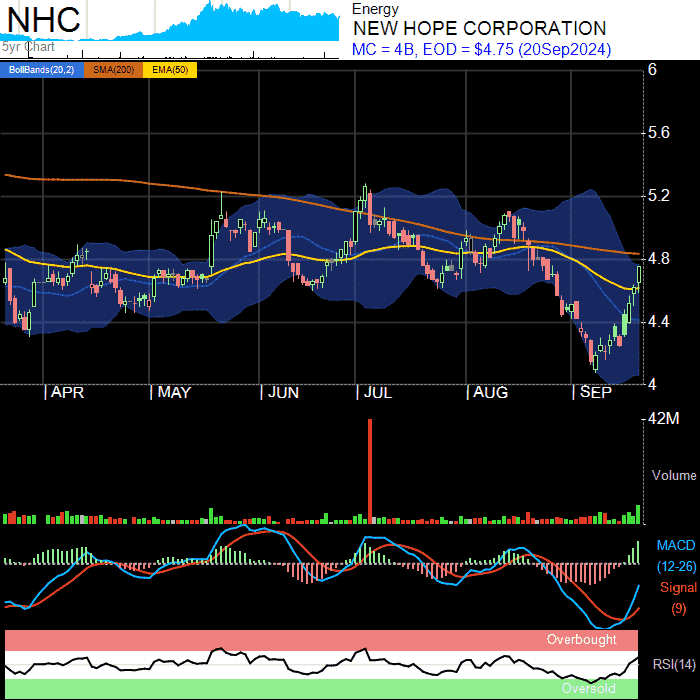 NHC
5yr Chart
Energy
NEW HOPE CORPORATION
MC = 4B, EOD = $4.75 (20Sep2024)
BollBands(20,2) SMA(200) EMA(50)
6
5.6
5.2
4.8
4.4
4
APR MAY JUN JUL AUG SEP
42M
Volume
MACD
(12-26)
Signal
(9)
Overbought
RSI(14)
Oversold